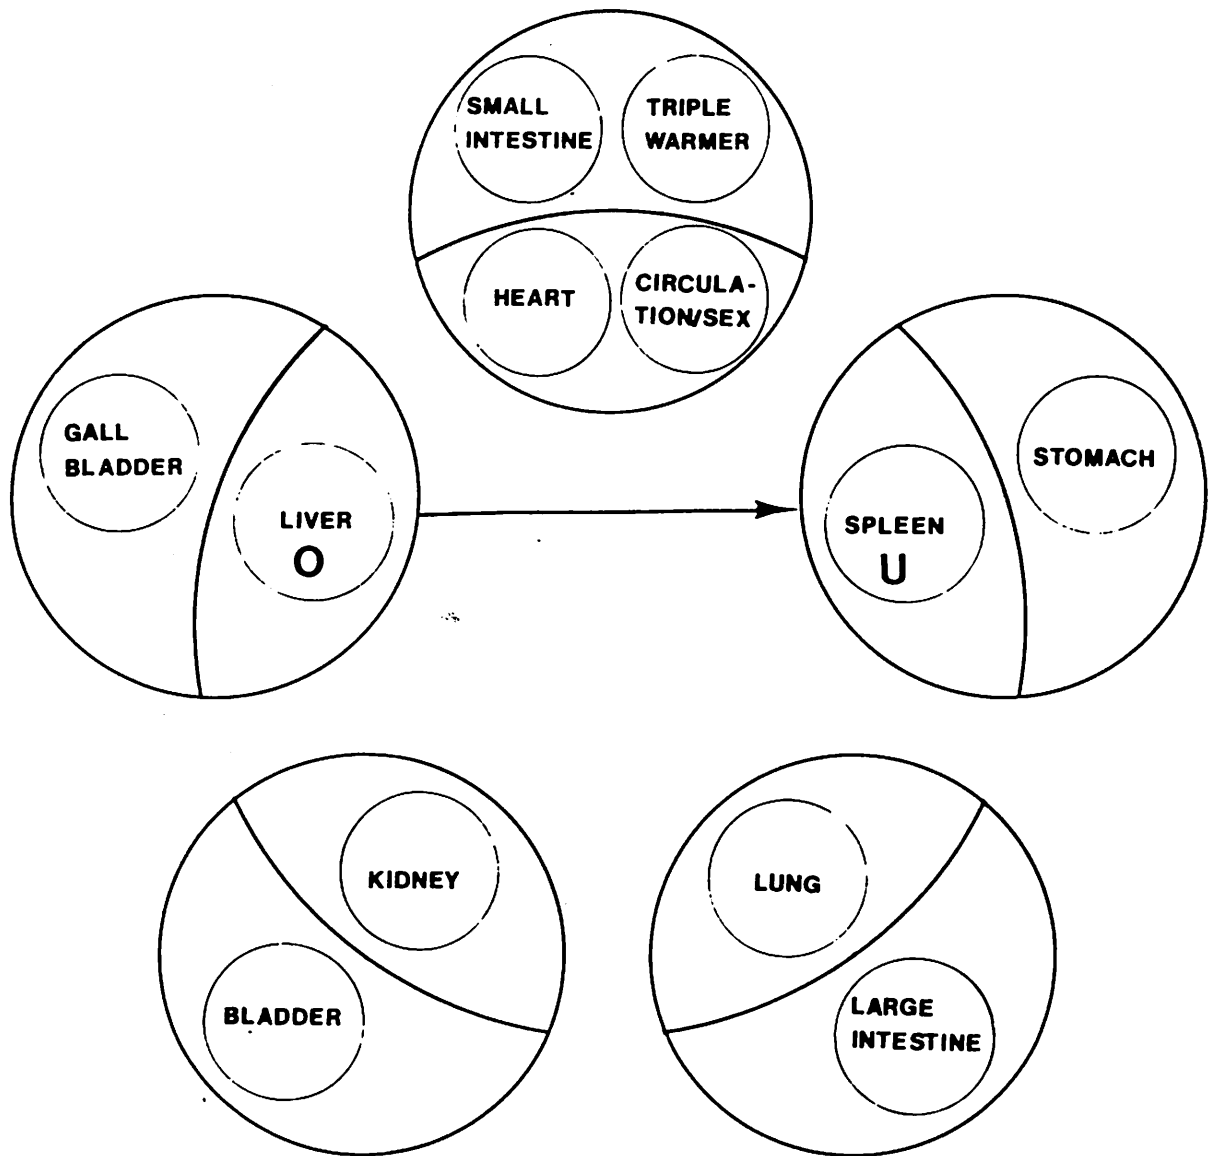 SMALL
INTESTINE
TRIPLE
WARMER
HEART
CIRCULA-
TION/SEX
GALL
BLADDER
LIVER
O
SPLEEN
U
STOMACH
KIDNEY
BLADDER
LUNG
LARGE
INTESTINE